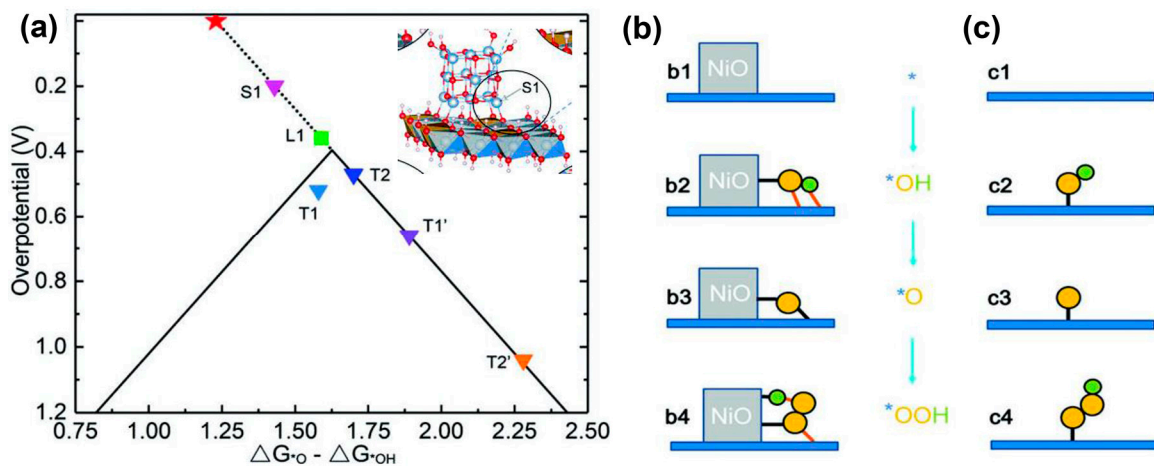 (a)
0.2
0.4
0.6
0.8
1.0
1.2
Overpotential (V)
0.75 1.00 1.25 1.50 1.75 2.00 2.25 2.50
△G*O - △G*OH
S1
L1
T1
T2
T1'
T2'
S1
(b)
b1
NiO
b2
NiO
b3
NiO
b4
NiO
*
*OH
*O
*OOH
(c)
c1
c2
c3
c4